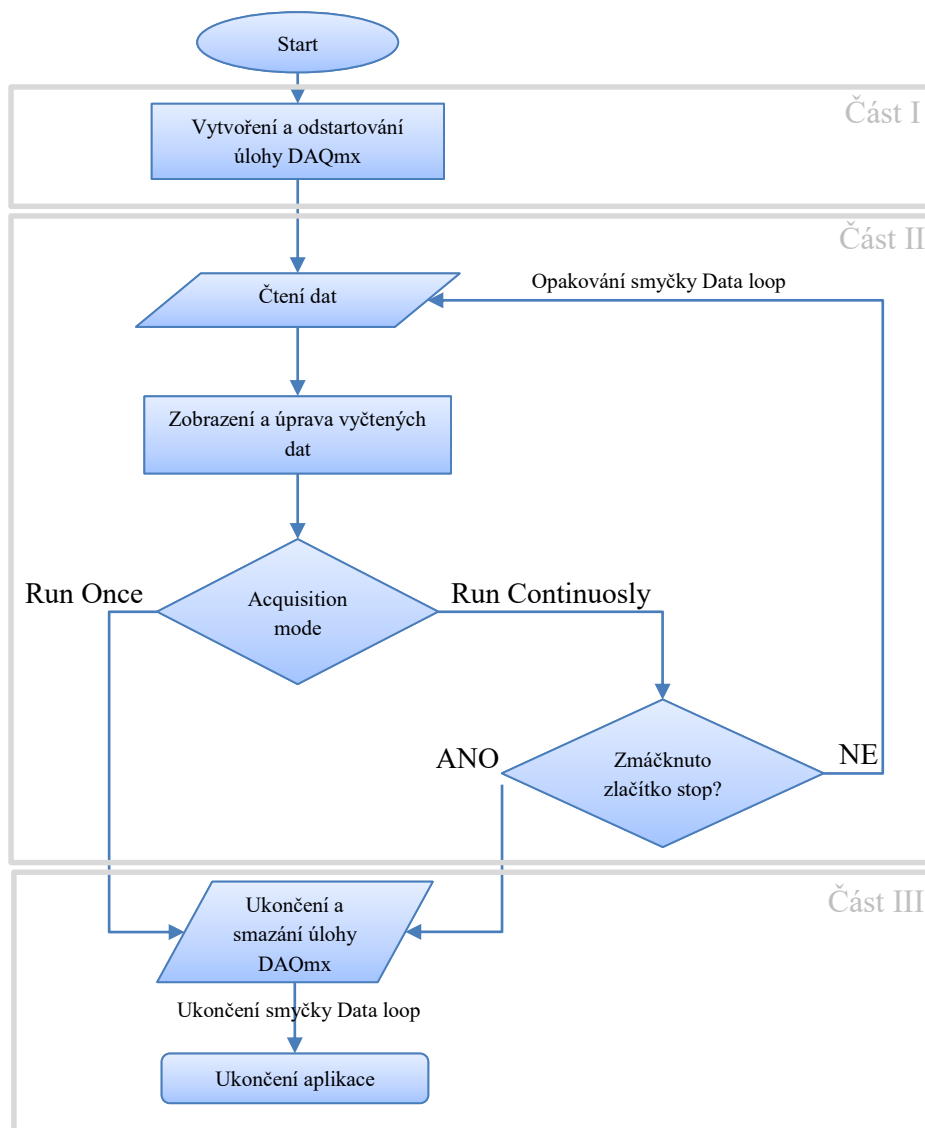 Start
Část I
Vytvoření a odstartování
úlohy DAQmx
Část II
Čtení dat
Opakování smyčky Data loop
Zobrazení a úprava vyčtených
dat
Run Once
Acquisition
mode
Run Continuosly
ANO
Zmáčknuto
zlačítko stop?
NE
Část III
Ukončení a
smazání úlohy
DAQmx
Ukončení smyčky Data loop
Ukončení aplikace